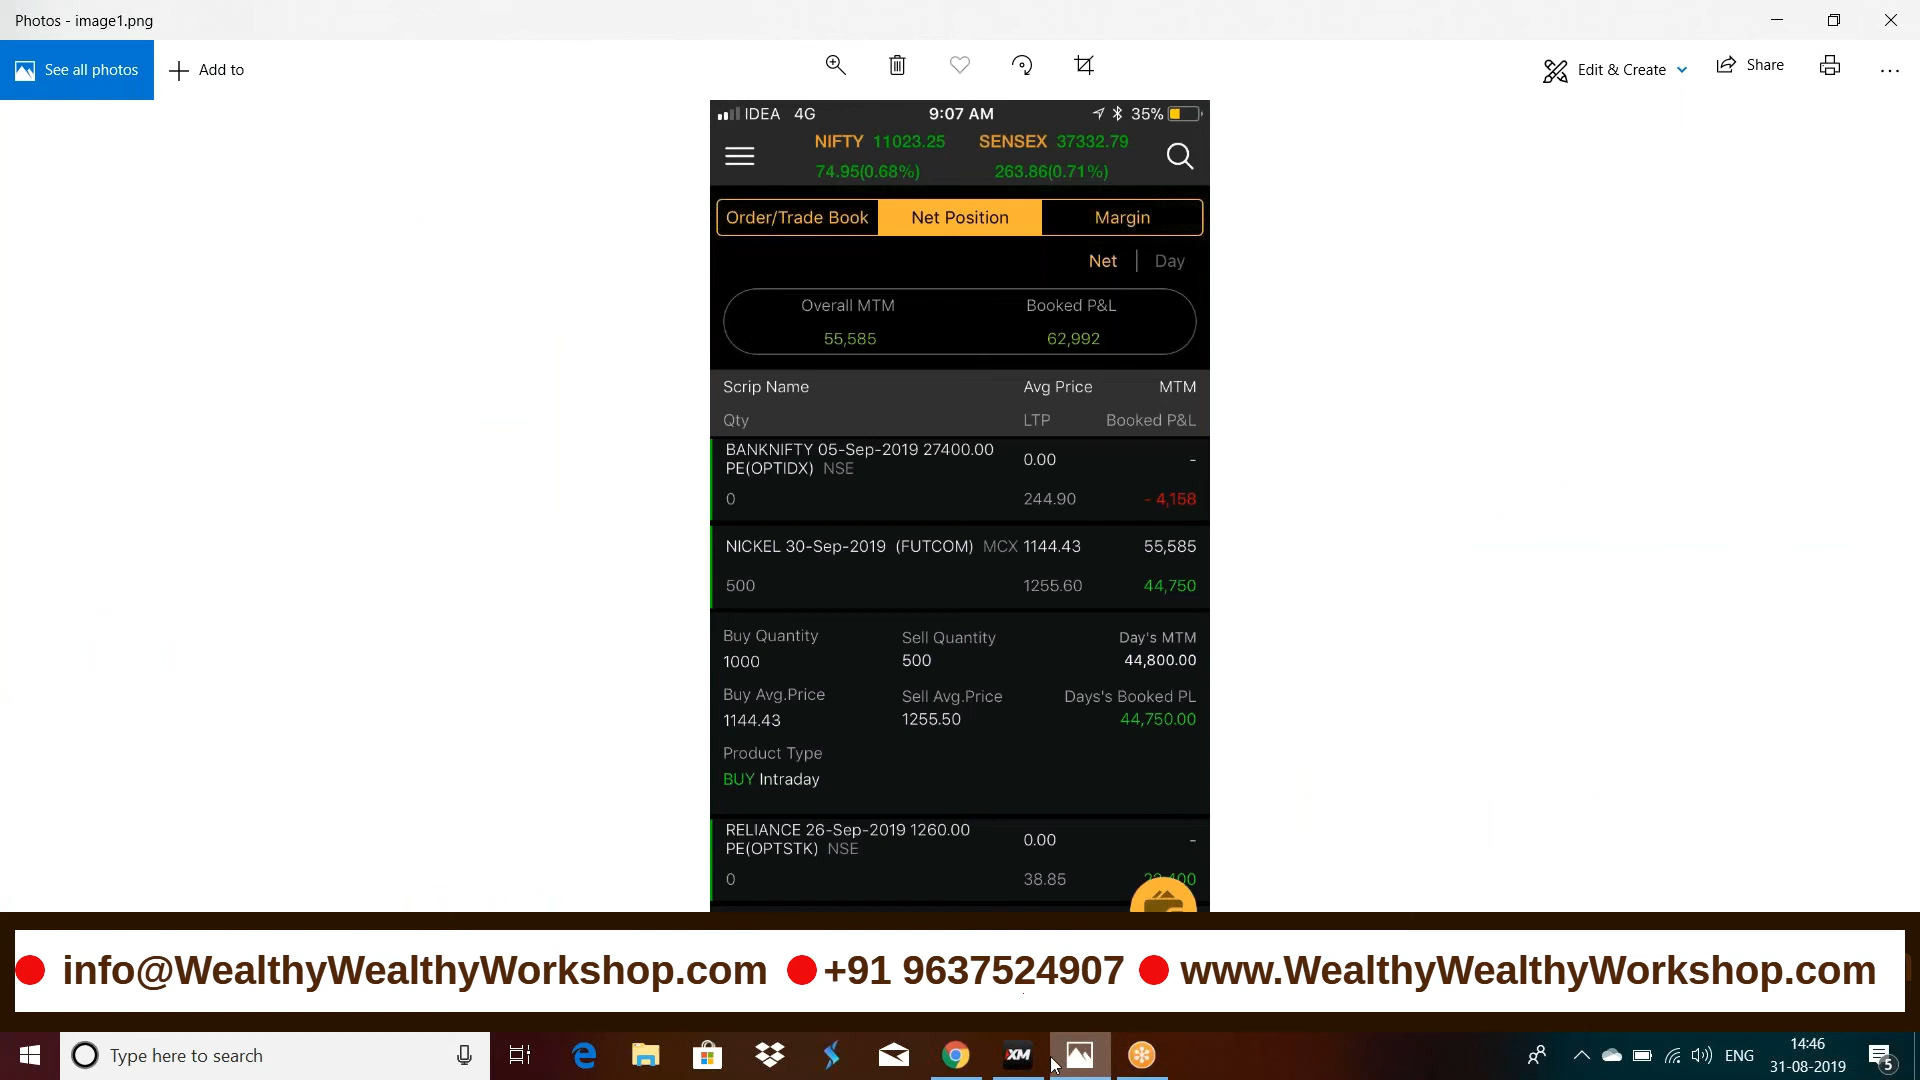 Photos - image1.png
See all photos
Add to
Edit & Create
Share
IDEA 4G 9:07 AM 35%
NIFTY 11023.25 SENSEX 37332.79
74.95(0.68%) 263.86(0.71%)
Order/Trade Book Net Position Margin
Net | Day
Overall MTM Booked P&L
55,585 62,992
Scrip Name Avg Price MTM
Qty LTP Booked P&L
BANKNIFTY 05-Sep-2019 27400.00
PE(OPTIDX) NSE 0.00 -
0 244.90 - 4,158
NICKEL 30-Sep-2019 (FUTCOM) MCX 1144.43 55,585
500 1255.60 44,750
Buy Quantity Sell Quantity Day's MTM
1000 500 44,800.00
Buy Avg.Price Sell Avg.Price Days's Booked PL
1144.43 1255.50 44,750.00
Product Type
BUY Intraday
RELIANCE 26-Sep-2019 1260.00
PE(OPTSTK) NSE 0.00 -
0 38.85
info@WealthyWealthyWorkshop.com +91 9637524907 www.WealthyWealthyWorkshop.com
Type here to search
XM
ENG
14:46
31-08-2019
5